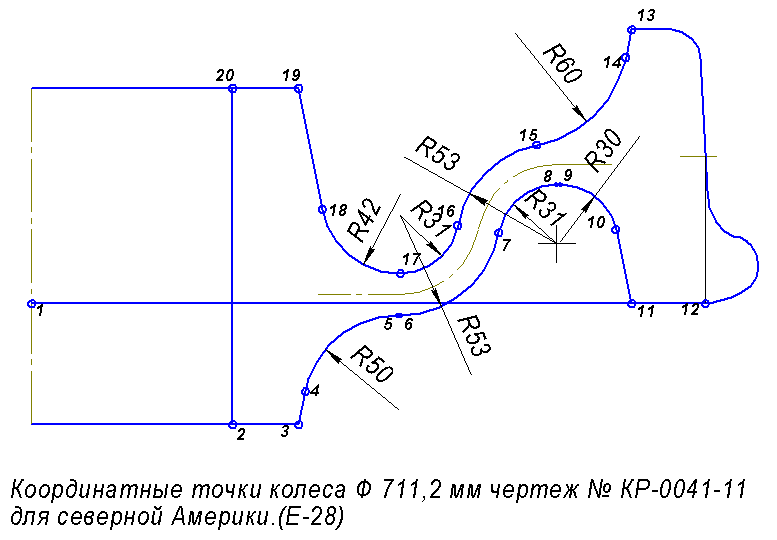 13
R60
14
20
19
15
R53
R30
8
9
18
R42
16
R31
R31
10
7
17
1
5
6
11
12
R53
R50
4
2
3
Координатные точки колеса Ф 711,2 мм чертеж № КР-0041-11
для северной Америки.(Е-28)